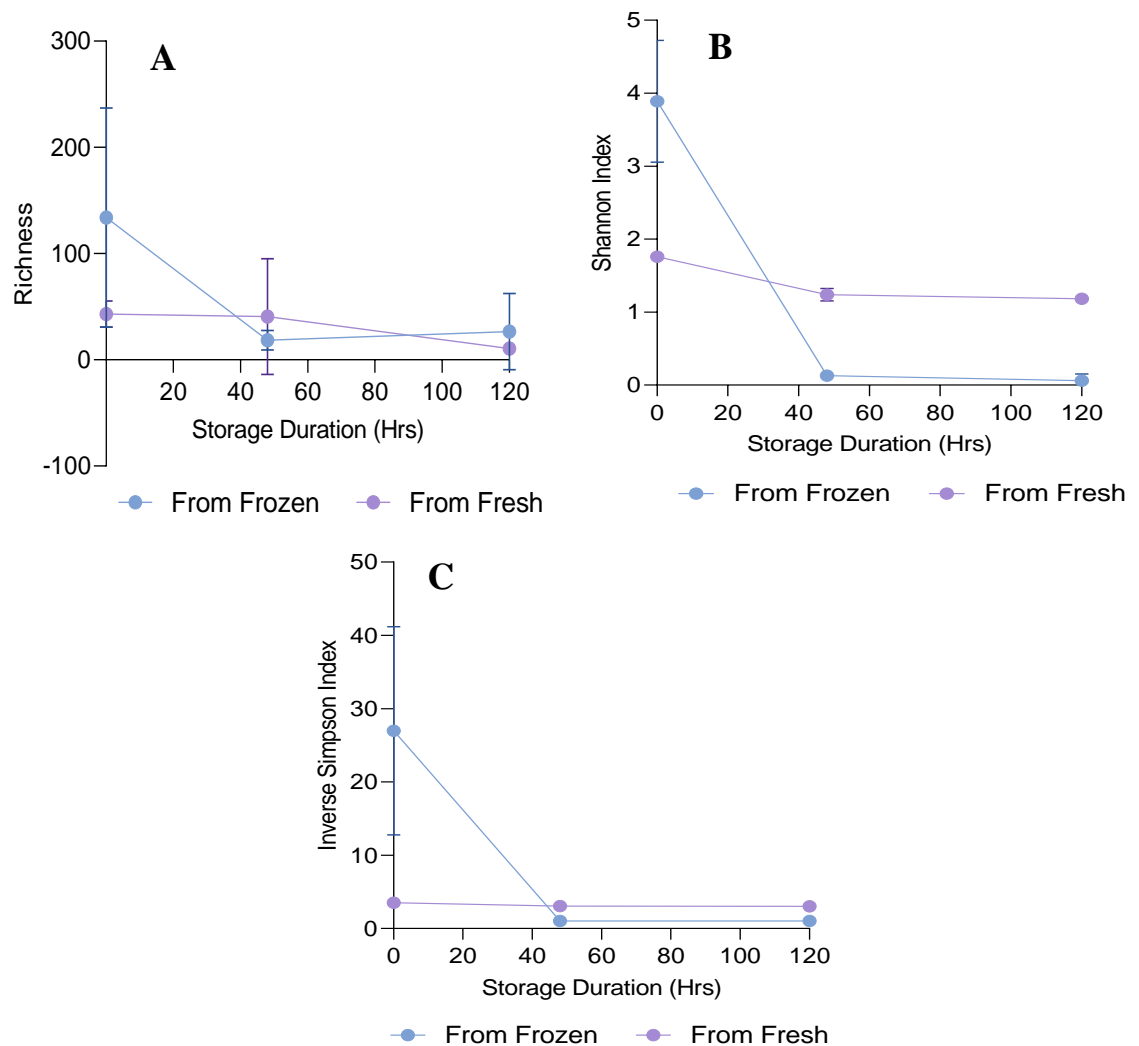 A
Richness
300
200
100
0
-100
20 40 60 80 100 120
Storage Duration (Hrs)
From Frozen From Fresh
B
Shannon Index
5
4
3
2
1
0
0 20 40 60 80 100 120
Storage Duration (Hrs)
From Frozen From Fresh
C
Inverse Simpson Index
50
40
30
20
10
0
0 20 40 60 80 100 120
Storage Duration (Hrs)
From Frozen From Fresh